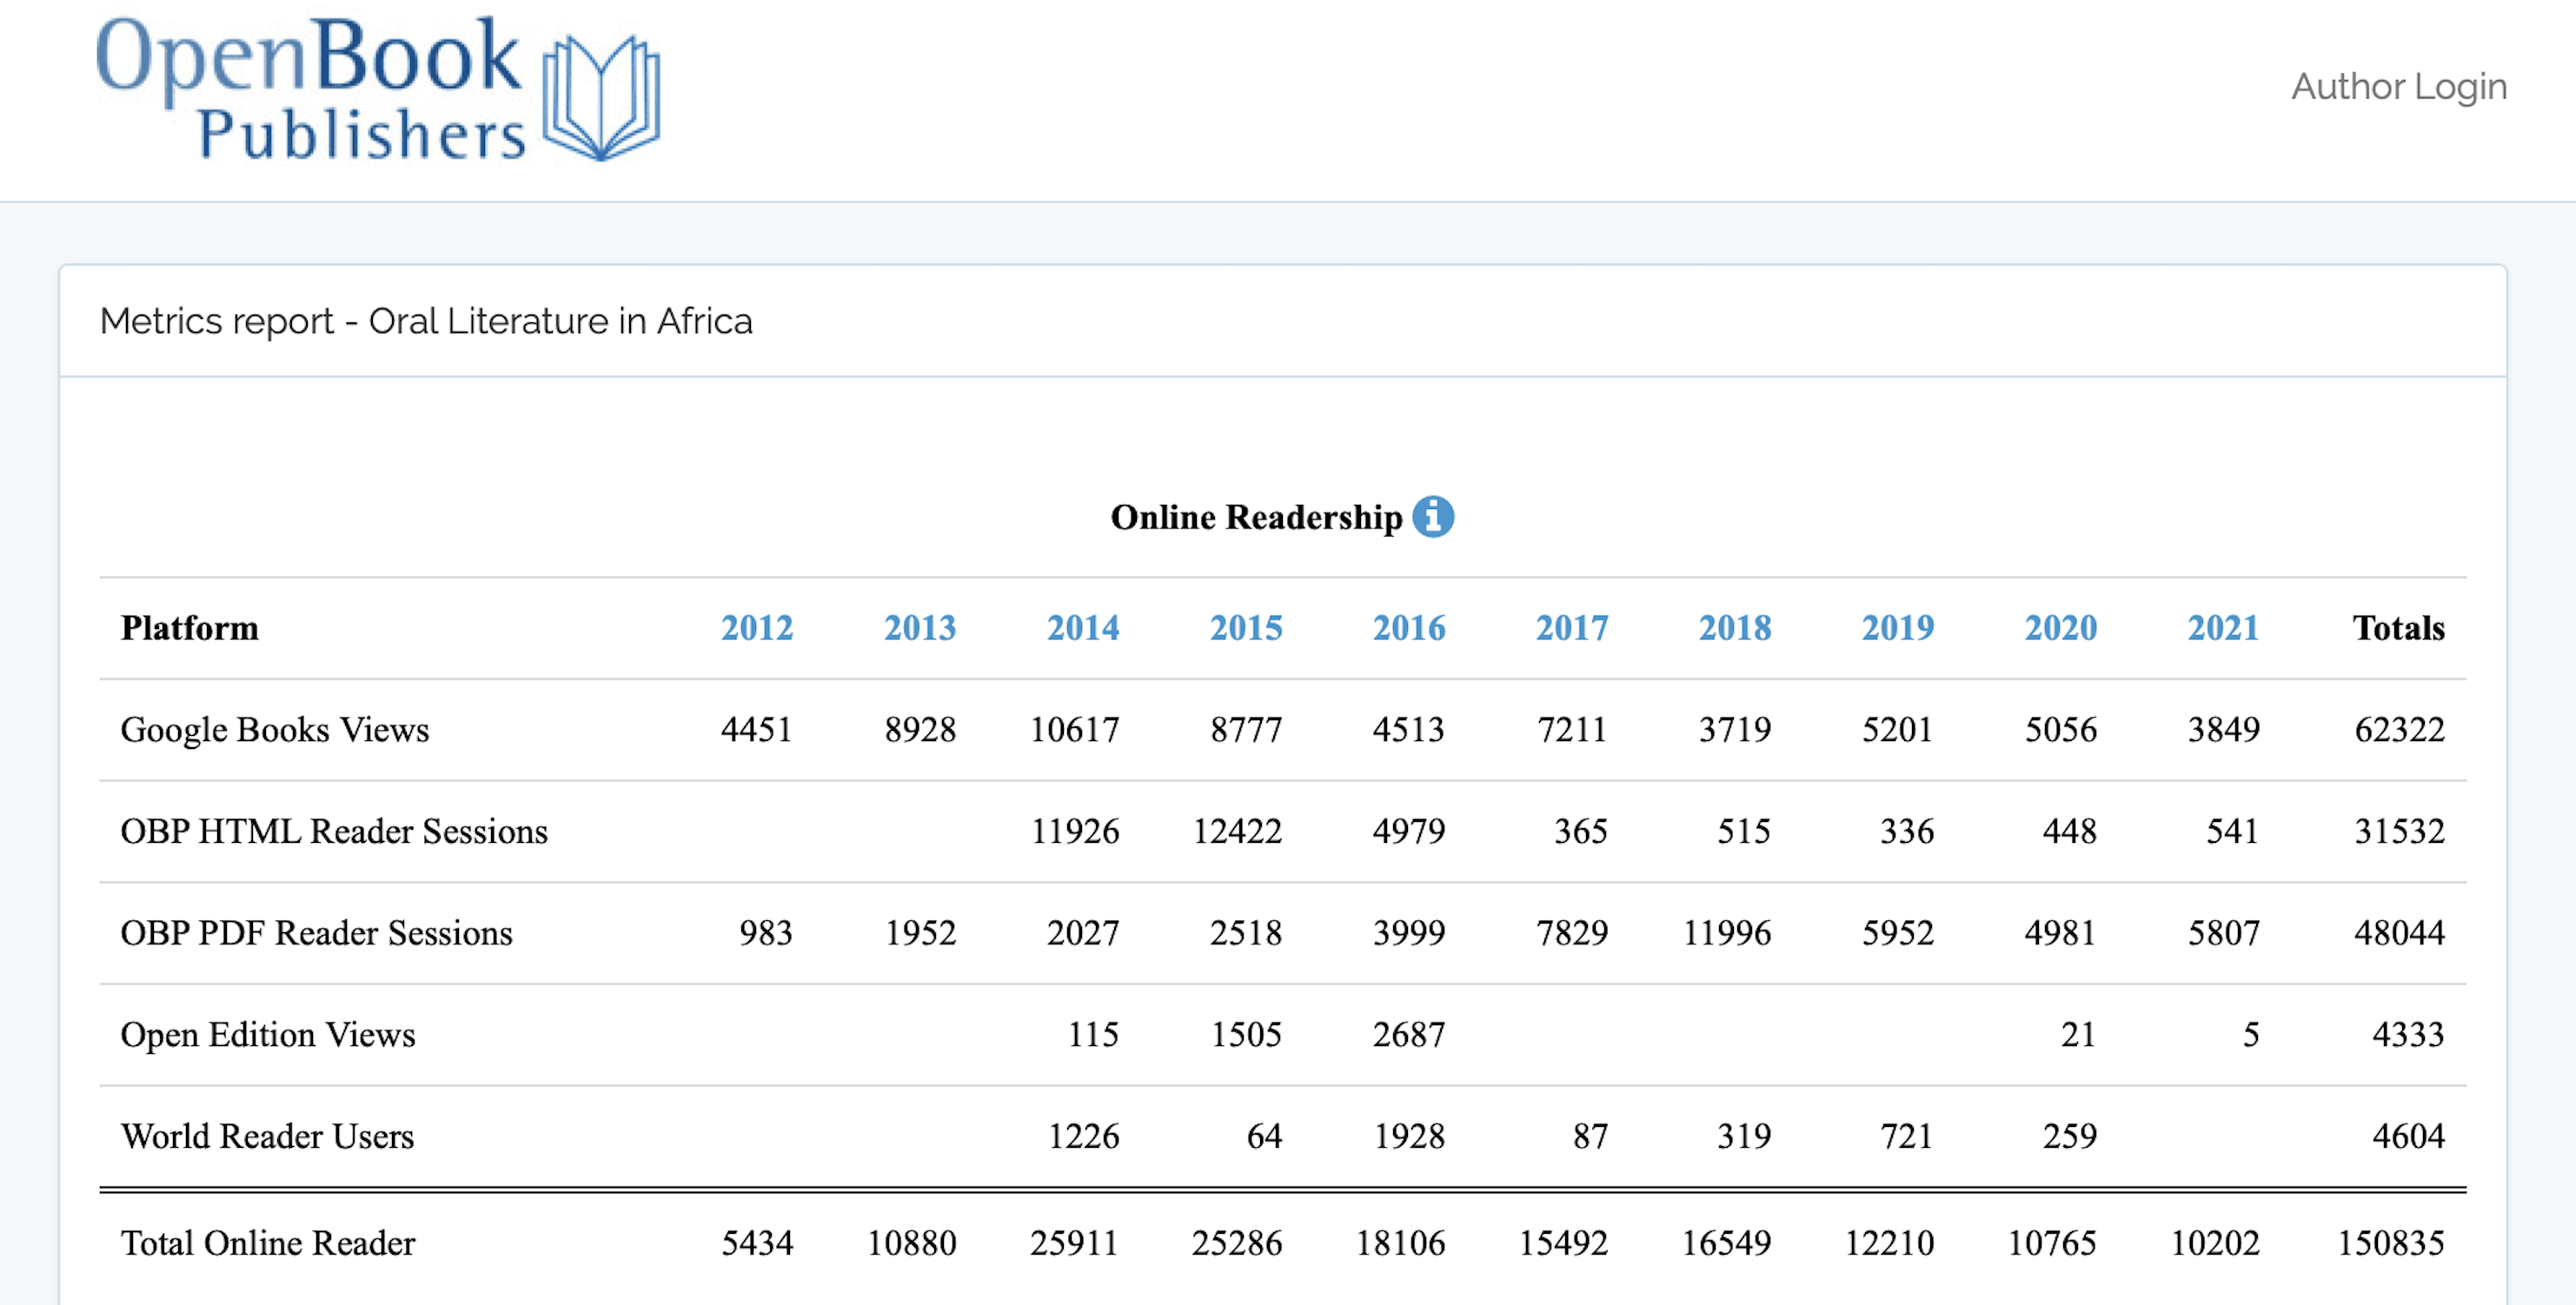 OpenBook
Publishers
Author Login
Metrics report - Oral Literature in Africa
Online Readership
Platform 2012 2013 2014 2015 2016 2017 2018 2019 2020 2021 Totals
Google Books Views 4451 8928 10617 8777 4513 7211 3719 5201 5056 3849 62322
OBP HTML Reader Sessions 11926 12422 4979 365 515 336 448 541 31532
OBP PDF Reader Sessions 983 1952 2027 2518 3999 7829 11996 5952 4981 5807 48044
Open Edition Views 115 1505 2687 21 5 4333
World Reader Users 1226 64 1928 87 319 721 259 4604
Total Online Reader 5434 10880 25911 25286 18106 15492 16549 12210 10765 10202 150835